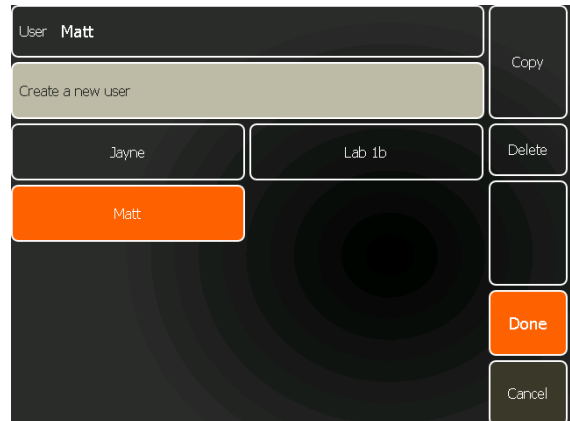 User Matt
Copy
Create a new user
Jayne
Lab 1b
Delete
Matt
Done
Cancel